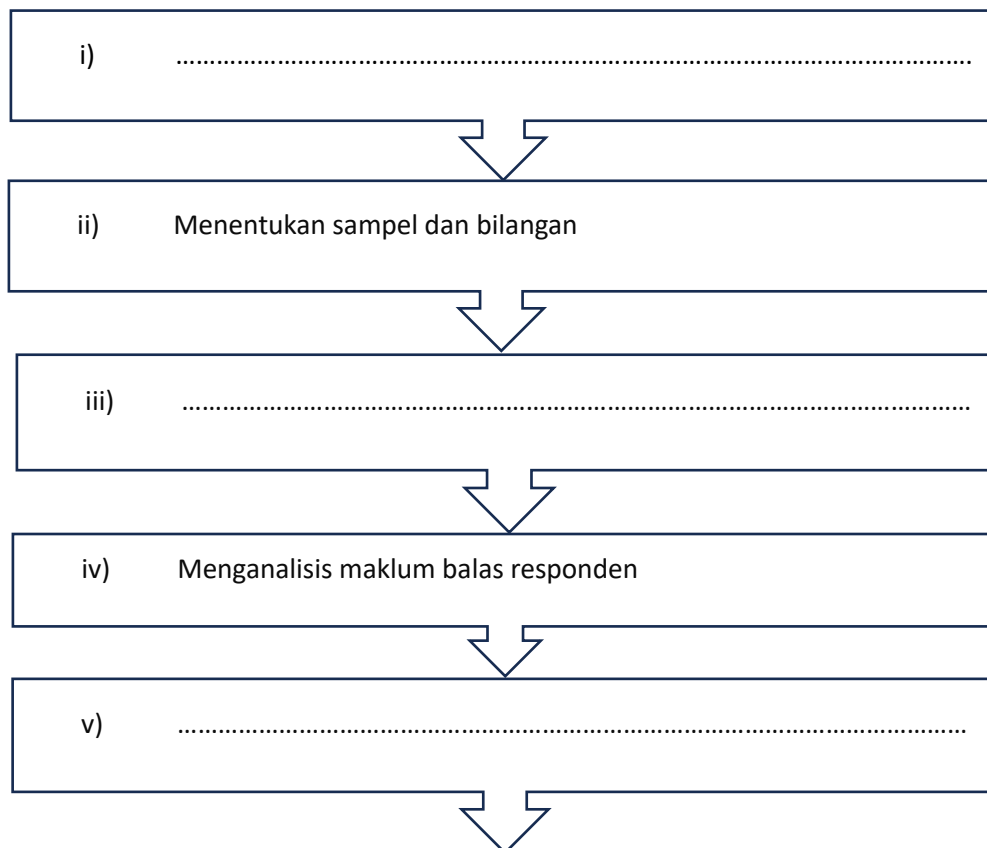 i) ……………………………………………………………………………………………….
ii) Menentukan sampel dan bilangan
iii) ………………………………………………………………………………………………
iv) Menganalisis maklum balas responden
v) ………………………………………………………………………………………………